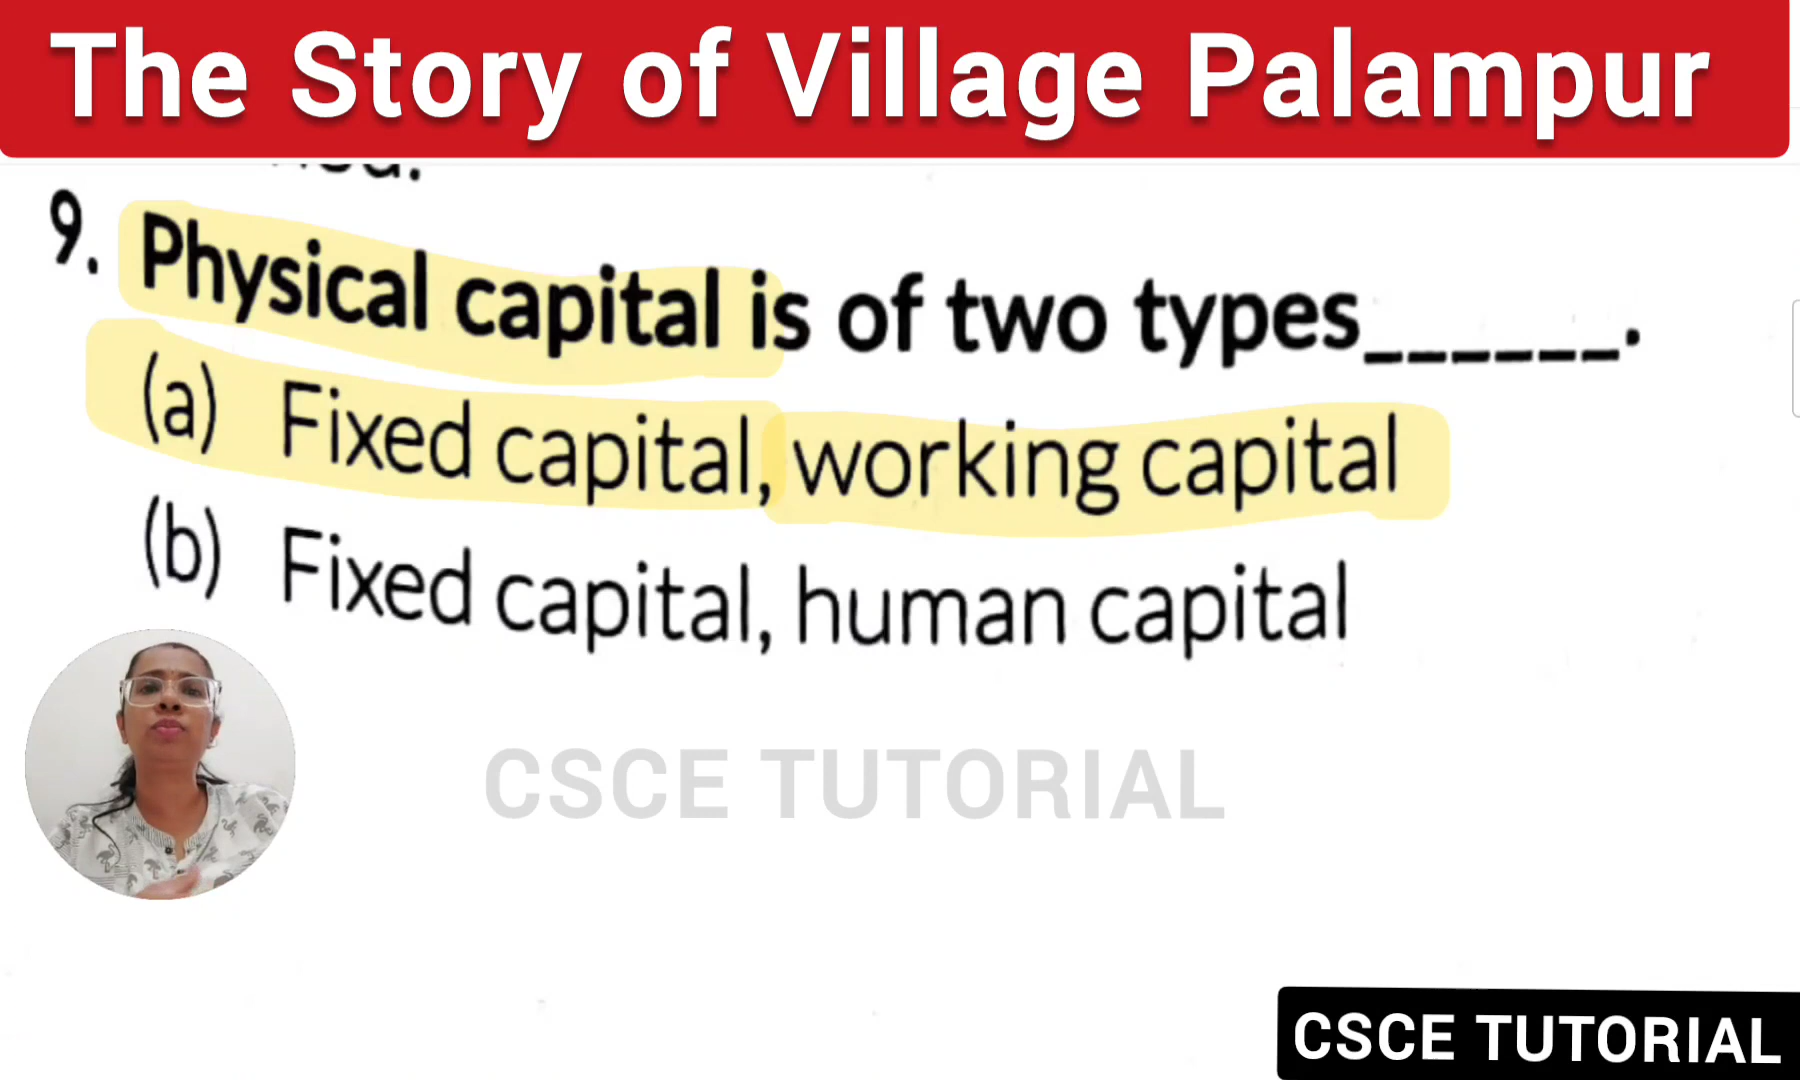 The Story of Village Palampur
9. Physical capital is of two types______.
(a) Fixed capital, working capital
(b) Fixed capital, human capital
CSCE TUTORIAL
CSCE TUTORIAL